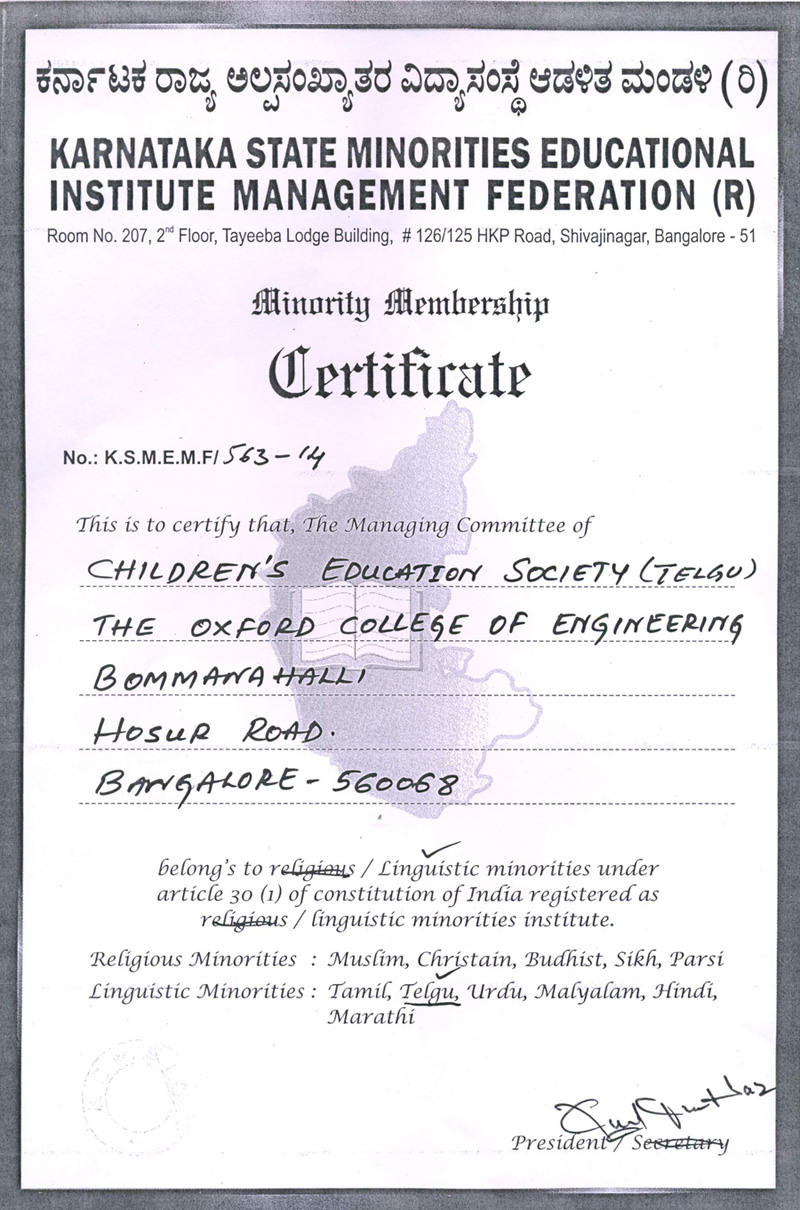 ಕರ್ನಾಟಕ ರಾಜ್ಯ ಅಲ್ಪಸಂಖ್ಯಾತರ ವಿದ್ಯಾಸಂಸ್ಥೆ ಆಡಳಿತ ಮಂಡಳಿ (ರಿ)
KARNATAKA STATE MINORITIES EDUCATIONAL
INSTITUTE MANAGEMENT FEDERATION (R)
Room No. 207, 2nd Floor, Tayeeba Lodge Building, # 126/125 HKP Road, Shivajinagar, Bangalore - 51
Minority Membership
Certificate
No.: K.S.M.E.M.F/ 563-14
This is to certify that, The Managing Committee of
CHILDREN'S EDUCATION SOCIETY (TELGU)
THE OXFORD COLLEGE OF ENGINEERING
BOMMANAHALLI
HOSUR ROAD.
BANGALORE - 560068
belong's to religious / Linguistic minorities under
article 30 (1) of constitution of India registered as
religious / linguistic minorities institute.
Religious Minorities : Muslim, Christain, Budhist, Sikh, Parsi
Linguistic Minorities : Tamil, Telgu, Urdu, Malyalam, Hindi,
Marathi
President / Secretary